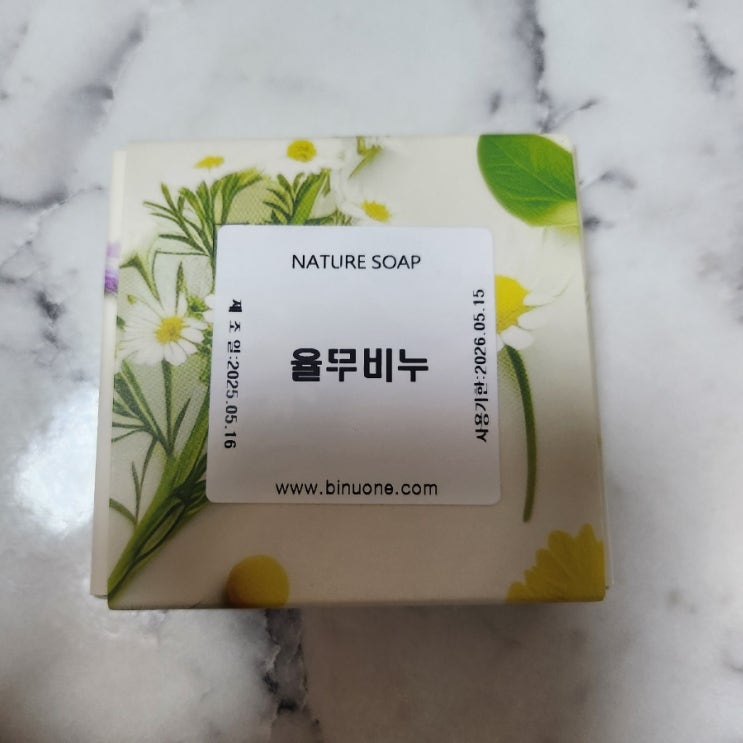 NATURE SOAP
제 조 일:2025.05.16
율무비누
사용기한:2026.05.15
www.binuone.com